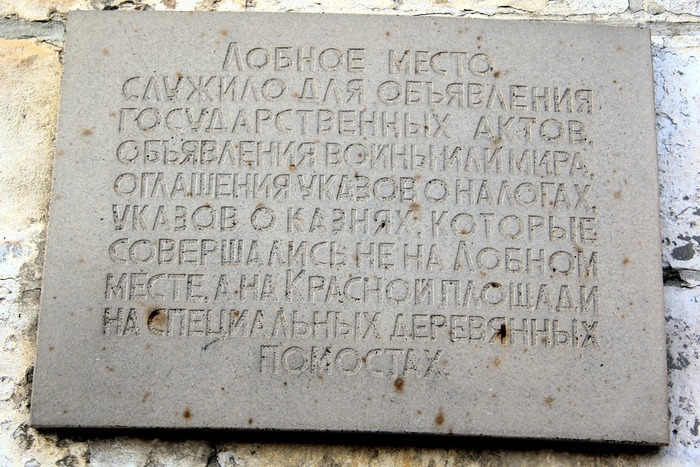 Лобное место
служило для объявления
государственных актов,
объявления войны или мира,
оглашения указов о налогах,
указов о казнях, которые
совершались не на Лобном
месте, а на Красной площади
на специальных деревянных
помостах.